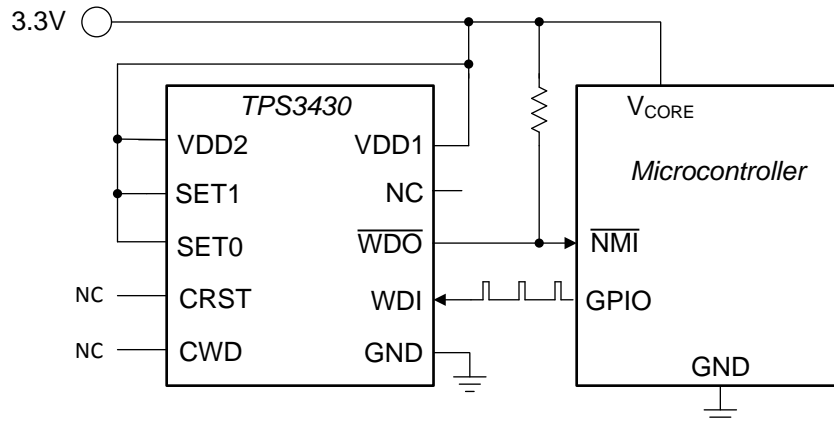 3.3V
TPS3430
VDD2 VDD1
SET1 NC
SET0 WDO
NC CRST WDI
NC CWD GND
VCORE
Microcontroller
NMI
GPIO
GND